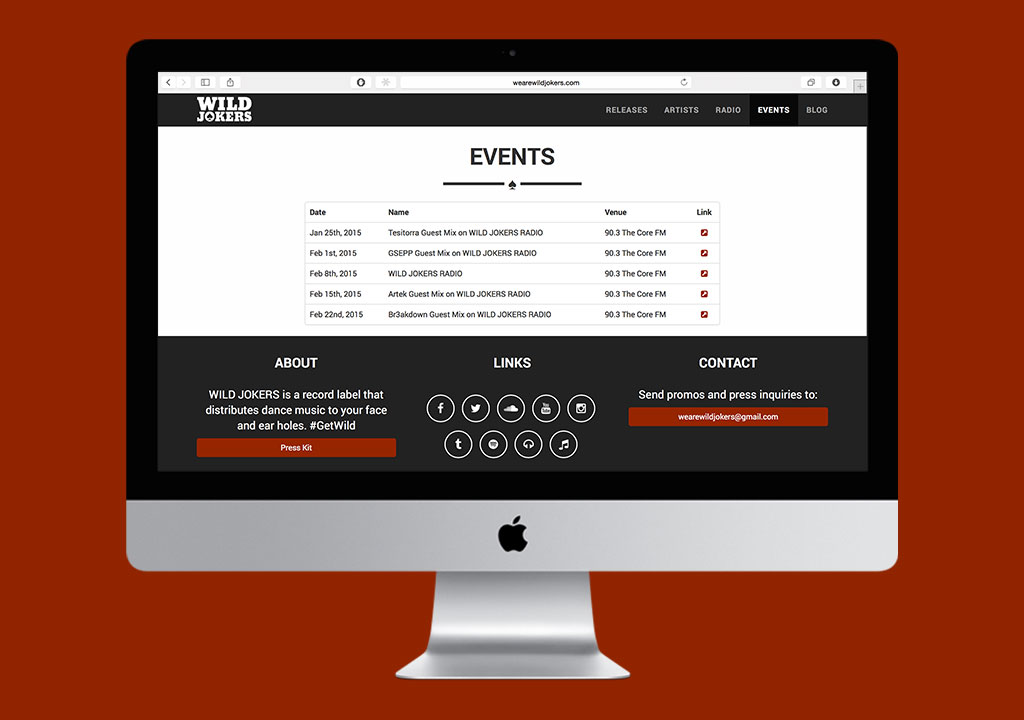 wearewildjokers.com
WILD
JOKERS
RELEASES ARTISTS RADIO EVENTS BLOG
EVENTS
Date Name Venue Link
Jan 25th, 2015 Tesitorra Guest Mix on WILD JOKERS RADIO 90.3 The Core FM
Feb 1st, 2015 GSEPP Guest Mix on WILD JOKERS RADIO 90.3 The Core FM
Feb 8th, 2015 WILD JOKERS RADIO 90.3 The Core FM
Feb 15th, 2015 Artek Guest Mix on WILD JOKERS RADIO 90.3 The Core FM
Feb 22nd, 2015 Br3akdown Guest Mix on WILD JOKERS RADIO 90.3 The Core FM
ABOUT
WILD JOKERS is a record label that
distributes dance music to your face
and ear holes. #GetWild
Press Kit
LINKS
CONTACT
Send promos and press inquiries to:
wearewildjokers@gmail.com